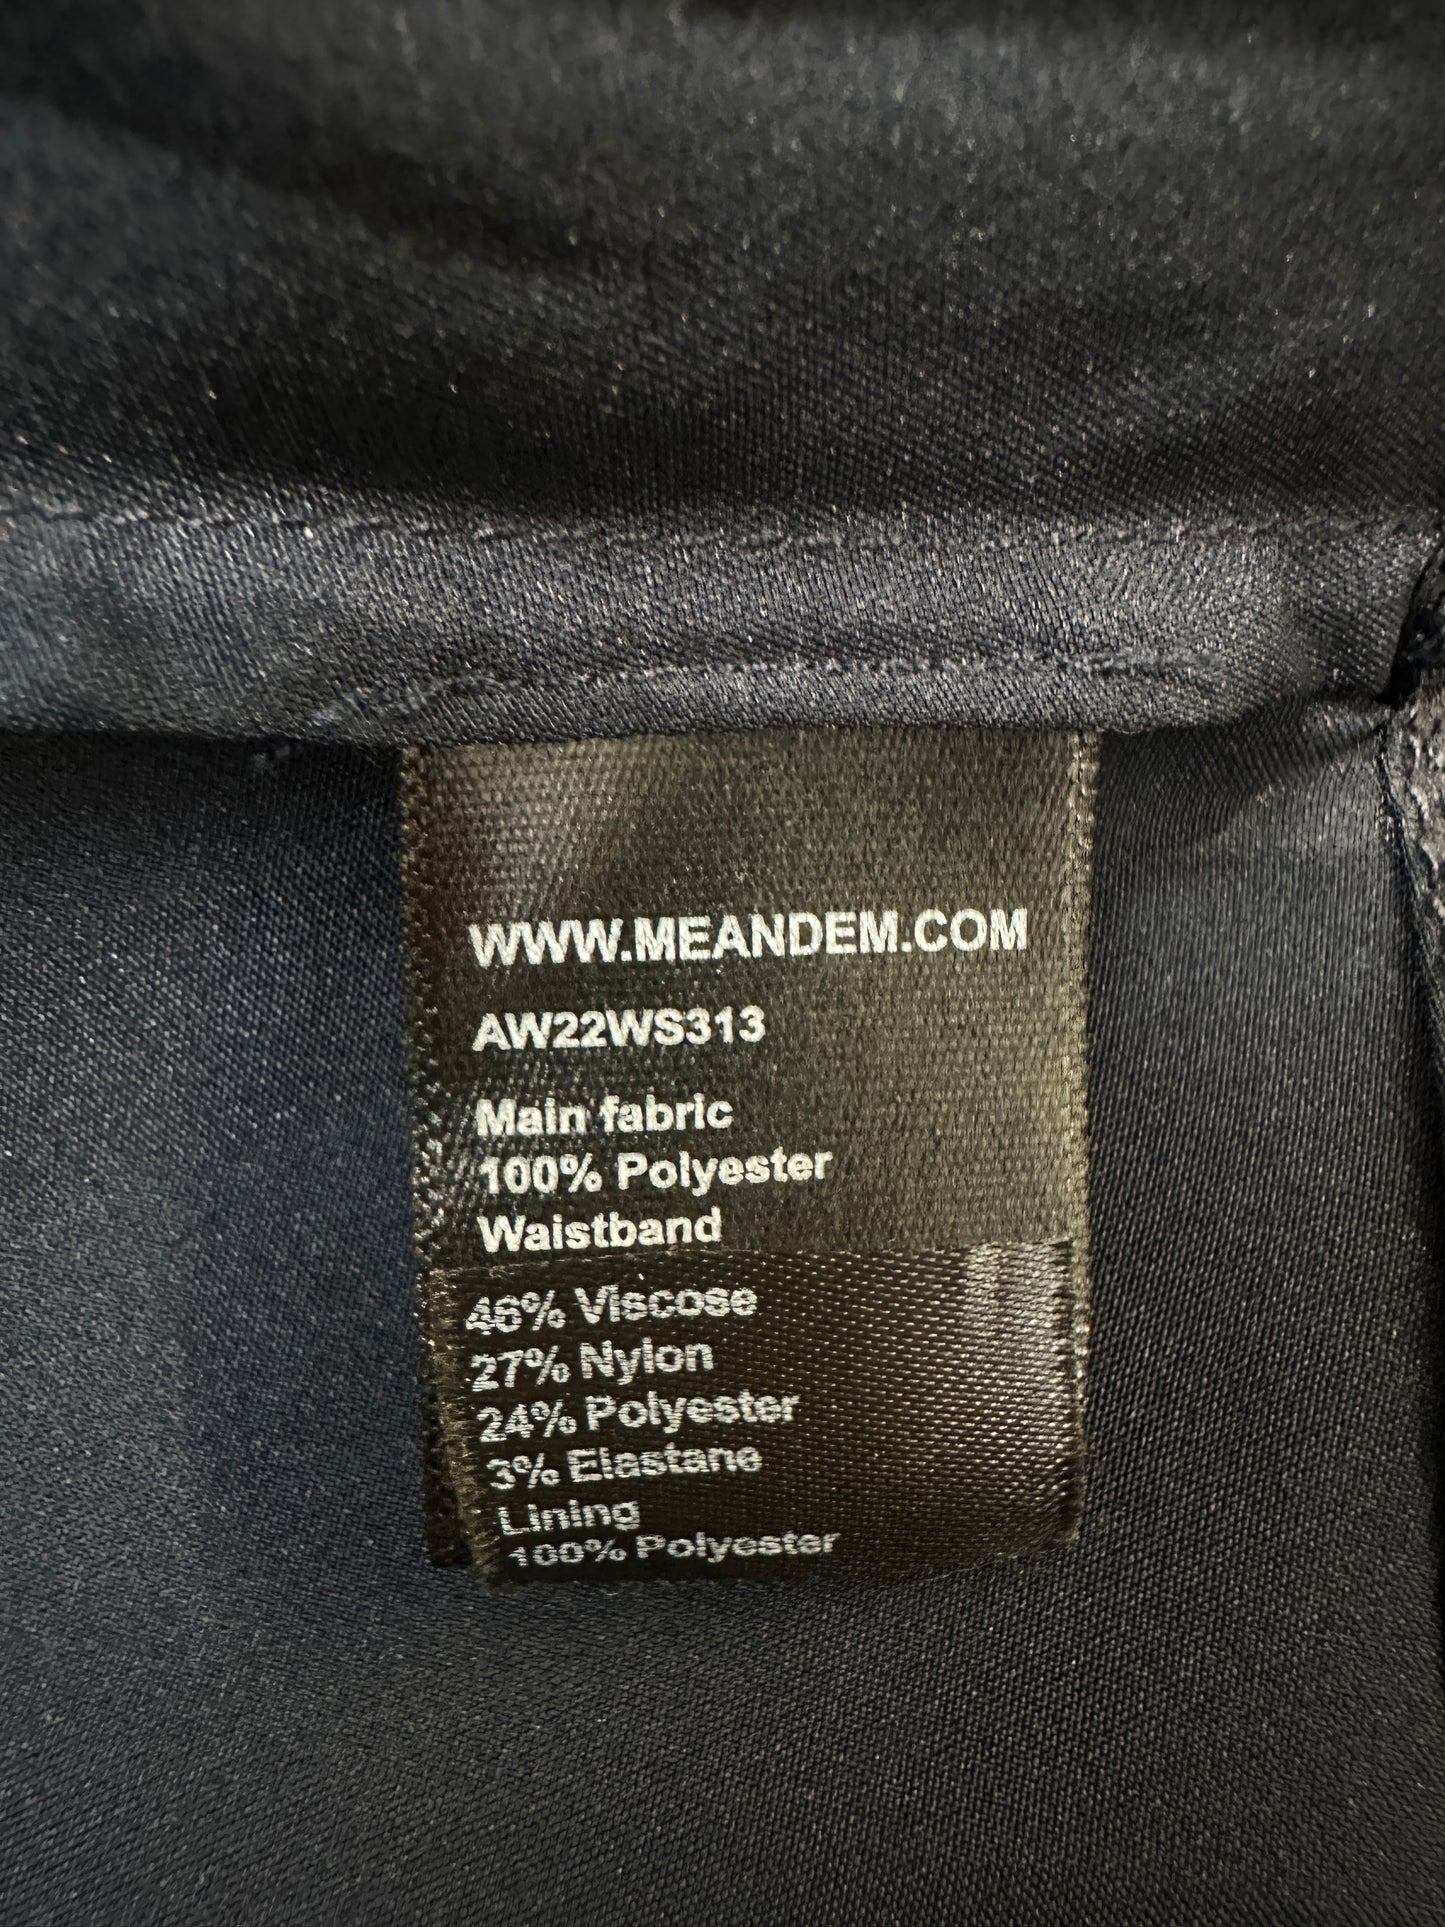 WWW.MEANDEM.COM
AW22WS313
Main fabric
100% Polyester
Waistband
46% Viscose
27% Nylon
24% Polyester
3% Elastane
Lining
100% Polyester